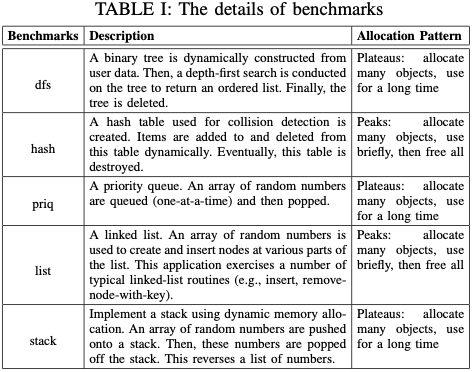 TABLE I: The details of benchmarks
Benchmarks Description Allocation Pattern
dfs
A binary tree is dynamically constructed from
user data. Then, a depth-first search is conducted
on the tree to return an ordered list. Finally, the
tree is deleted.
Plateaus: allocate
many objects, use
for a long time
hash
A hash table used for collision detection is
created. Items are added to and deleted from
this table dynamically. Eventually, this table is
destroyed.
Peaks: allocate
many objects, use
briefly, then free all
priq
A priority queue. An array of random numbers
are queued (one-at-a-time) and then popped.
Plateaus: allocate
many objects, use
for a long time
list
A linked list. An array of random numbers is
used to create and insert nodes at various parts of
the list. This application exercises a number of
typical linked-list routines (e.g., insert, remove-
node-with-key).
Peaks: allocate
many objects, use
briefly, then free all
stack
Implement a stack using dynamic memory allo-
cation. An array of random numbers are pushed
onto a stack. Then, these numbers are popped
off the stack. This reverses a list of numbers.
Plateaus: allocate
many objects, use
for a long time